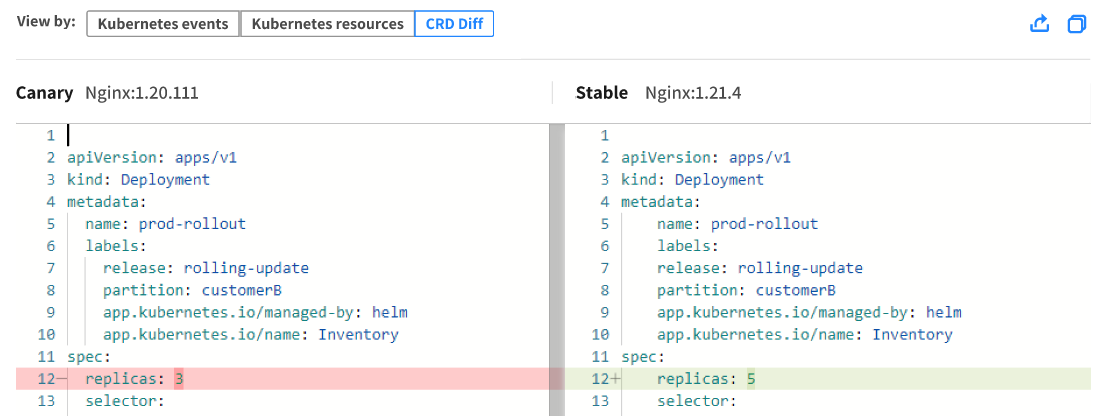 View by: Kubernetes events Kubernetes resources CRD Diff
Canary Nginx:1.20.111
1
2 apiVersion: apps/v1
3 kind: Deployment
4 metadata:
5 name: prod-rollout
6 labels:
7 release: rolling-update
8 partition: customerB
9 app.kubernetes.io/managed-by: helm
10 app.kubernetes.io/name: Inventory
11 spec:
12− replicas: 3
13 selector:
Stable Nginx:1.21.4
1
2 apiVersion: apps/v1
3 kind: Deployment
4 metadata:
5 name: prod-rollout
6 labels:
7 release: rolling-update
8 partition: customerB
9 app.kubernetes.io/managed-by: helm
10 app.kubernetes.io/name: Inventory
11 spec:
12+ replicas: 5
13 selector: